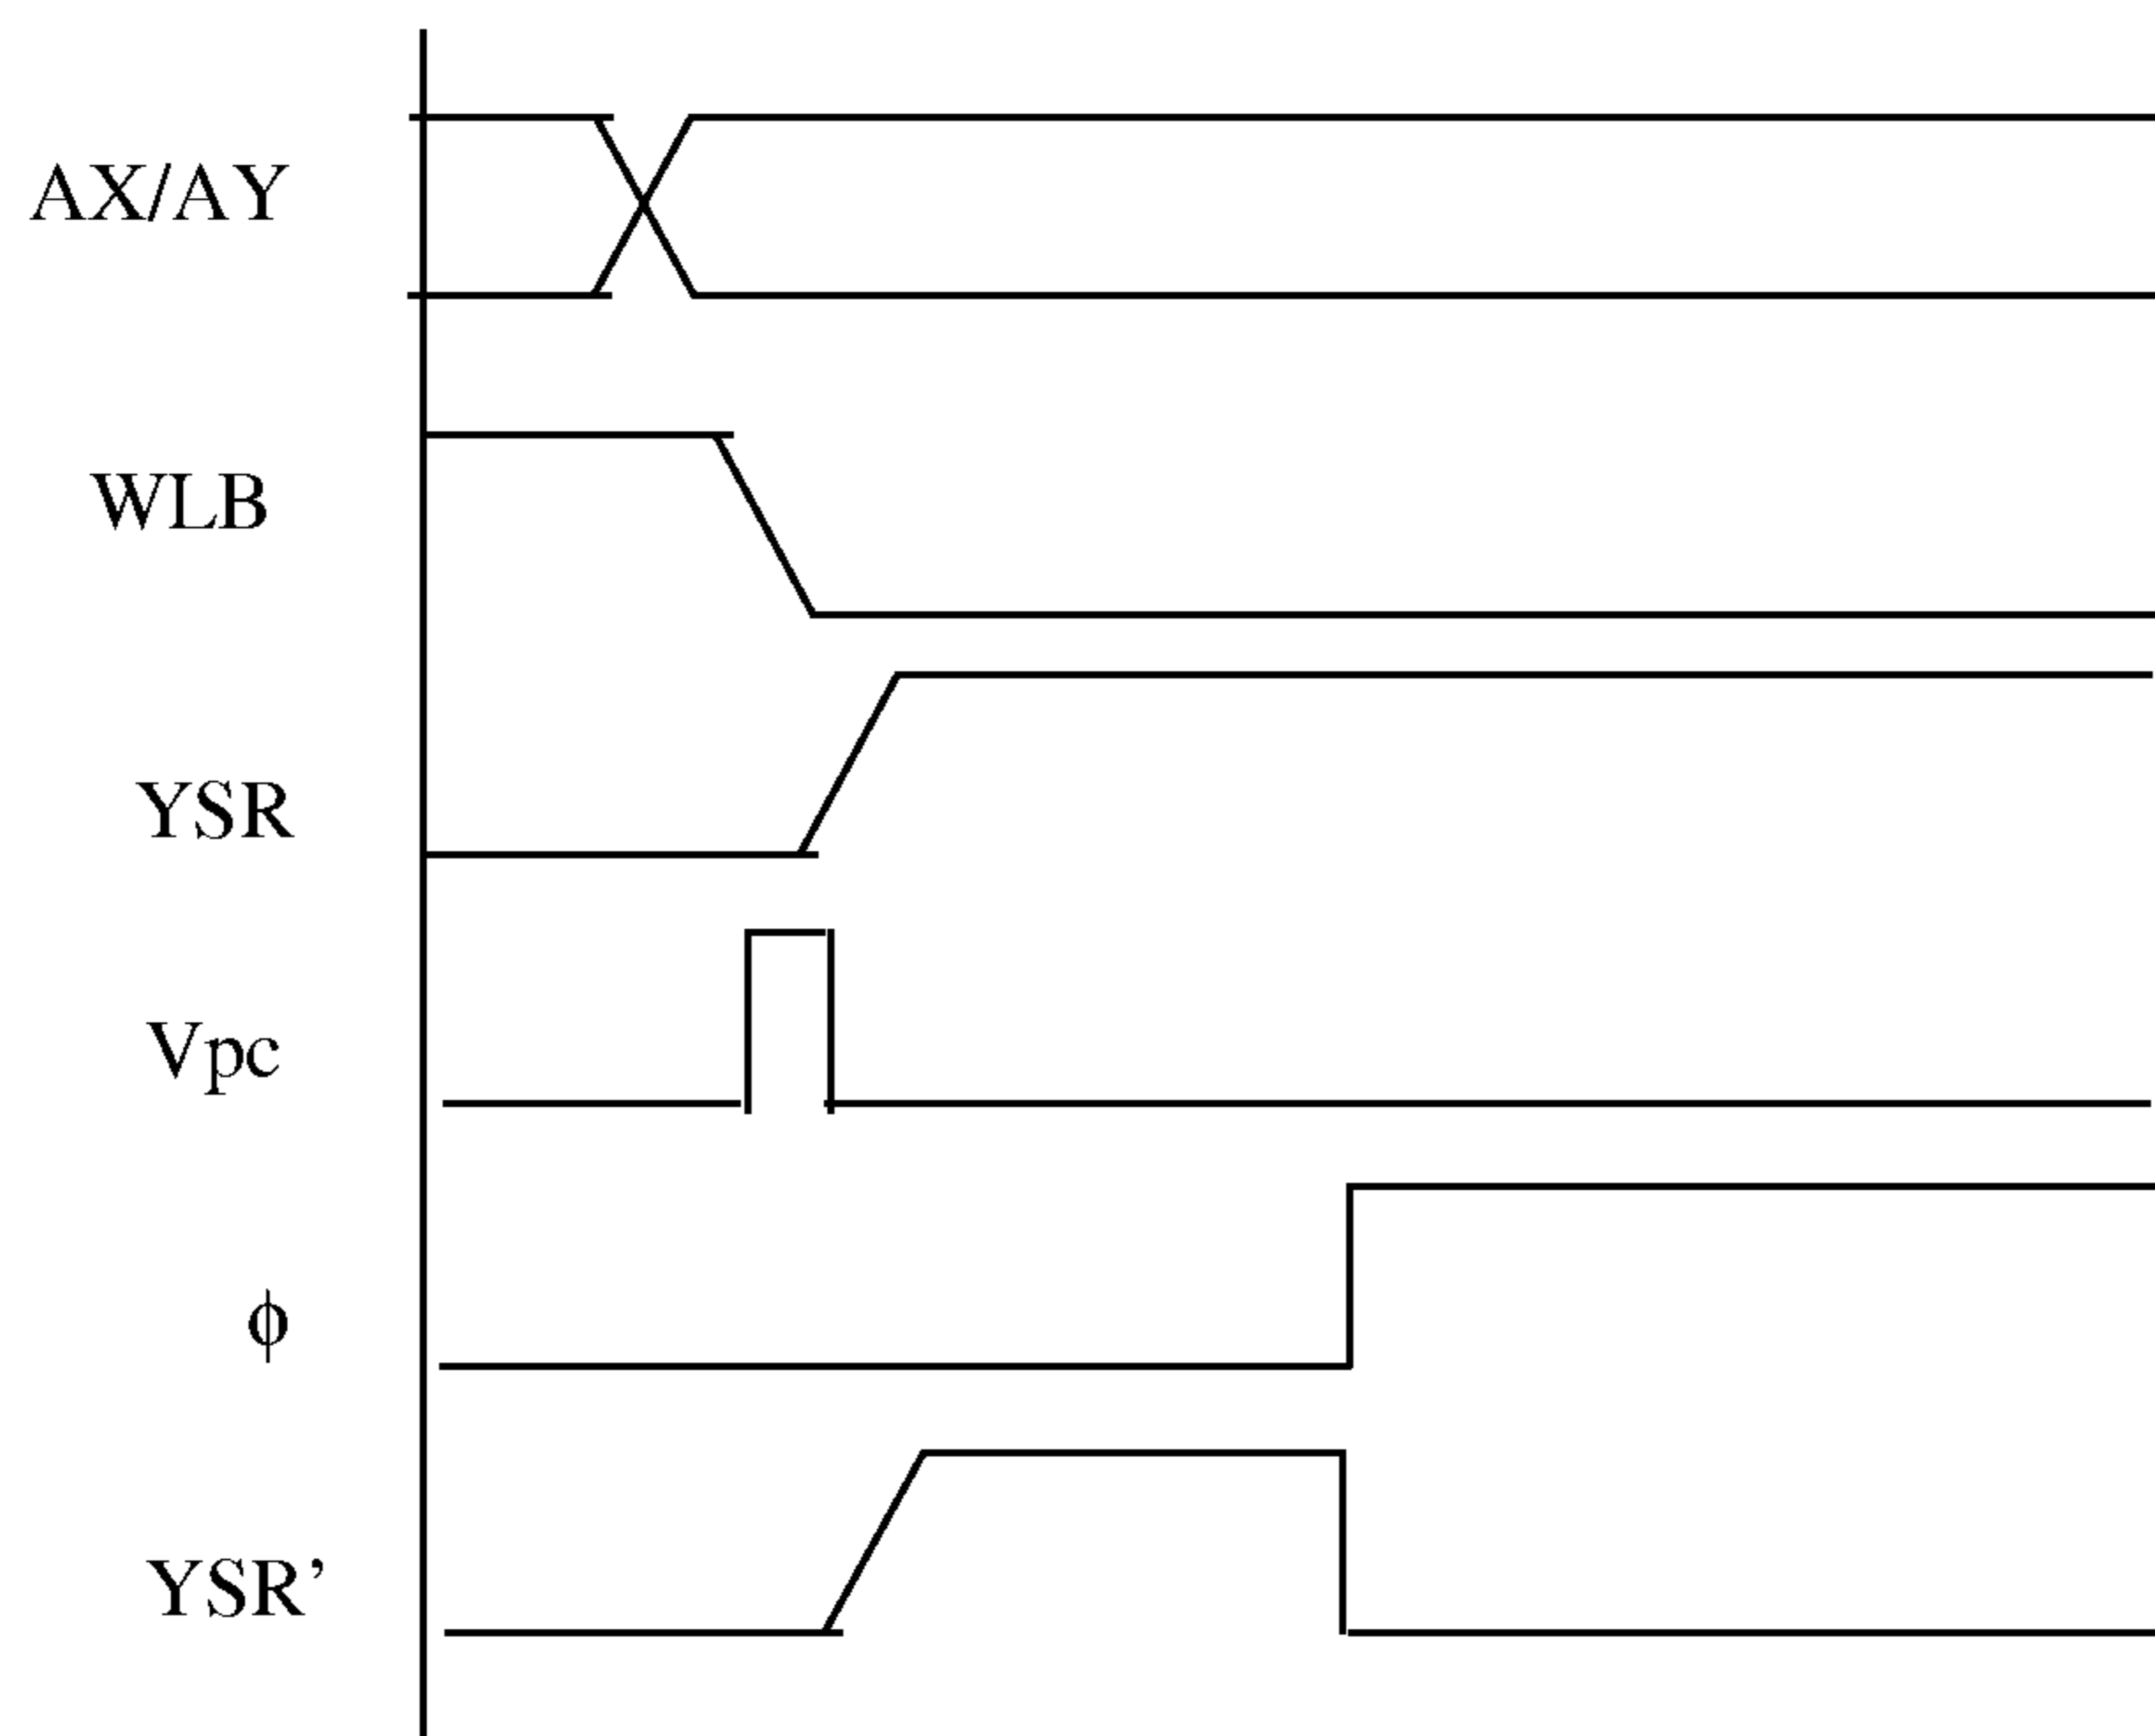 AX/AY
WLB
YSR
Vpc
ϕ
YSR’